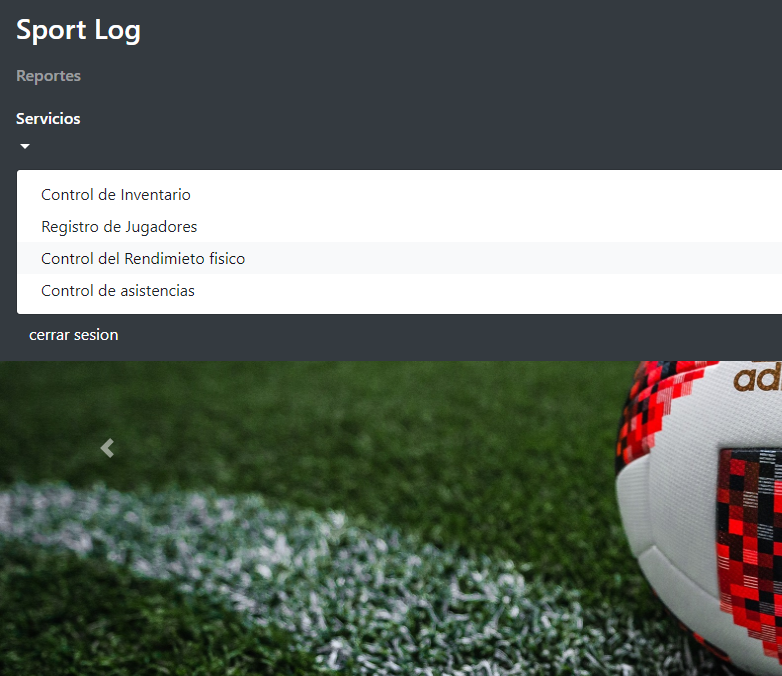 Sport Log
Reportes
Servicios
Control de Inventario
Registro de Jugadores
Control del Rendimieto fisico
Control de asistencias
cerrar sesion